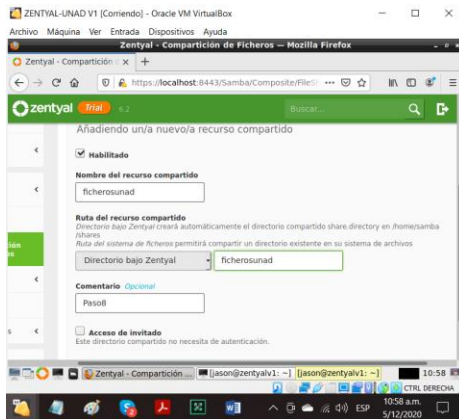 ZENTYAL-UNAD V1 [Corriendo] - Oracle VM VirtualBox
Archivo Máquina Ver Entrada Dispositivos Ayuda
Zentyal - Compartición de Ficheros — Mozilla Firefox
Zentyal - Compartición
https://localhost:8443/Samba/Composite/FileS
zentyal Trial 6.2 Buscar...
Añadiendo un/a nuevo/a recurso compartido
Habilitado
Nombre del recurso compartido
ficherosunad
Ruta del recurso compartido
Directorio bajo Zentyal creará automáticamente el directorio compartido share.directory en /home/samba
/shares
Ruta del sistema de ficheros permitirá compartir un directorio existente en su sistema de archivos
Directorio bajo Zentyal ficherosunad
Comentario Opcional
Paso8
Acceso de invitado
Este directorio compartido no necesita de autenticación.
Zentyal - Compartición ... [jason@zentyalv1: ~] [jason@zentyalv1: ~] 10:58
CTRL DERECHA
ESP 10:58 a.m.
5/12/2020